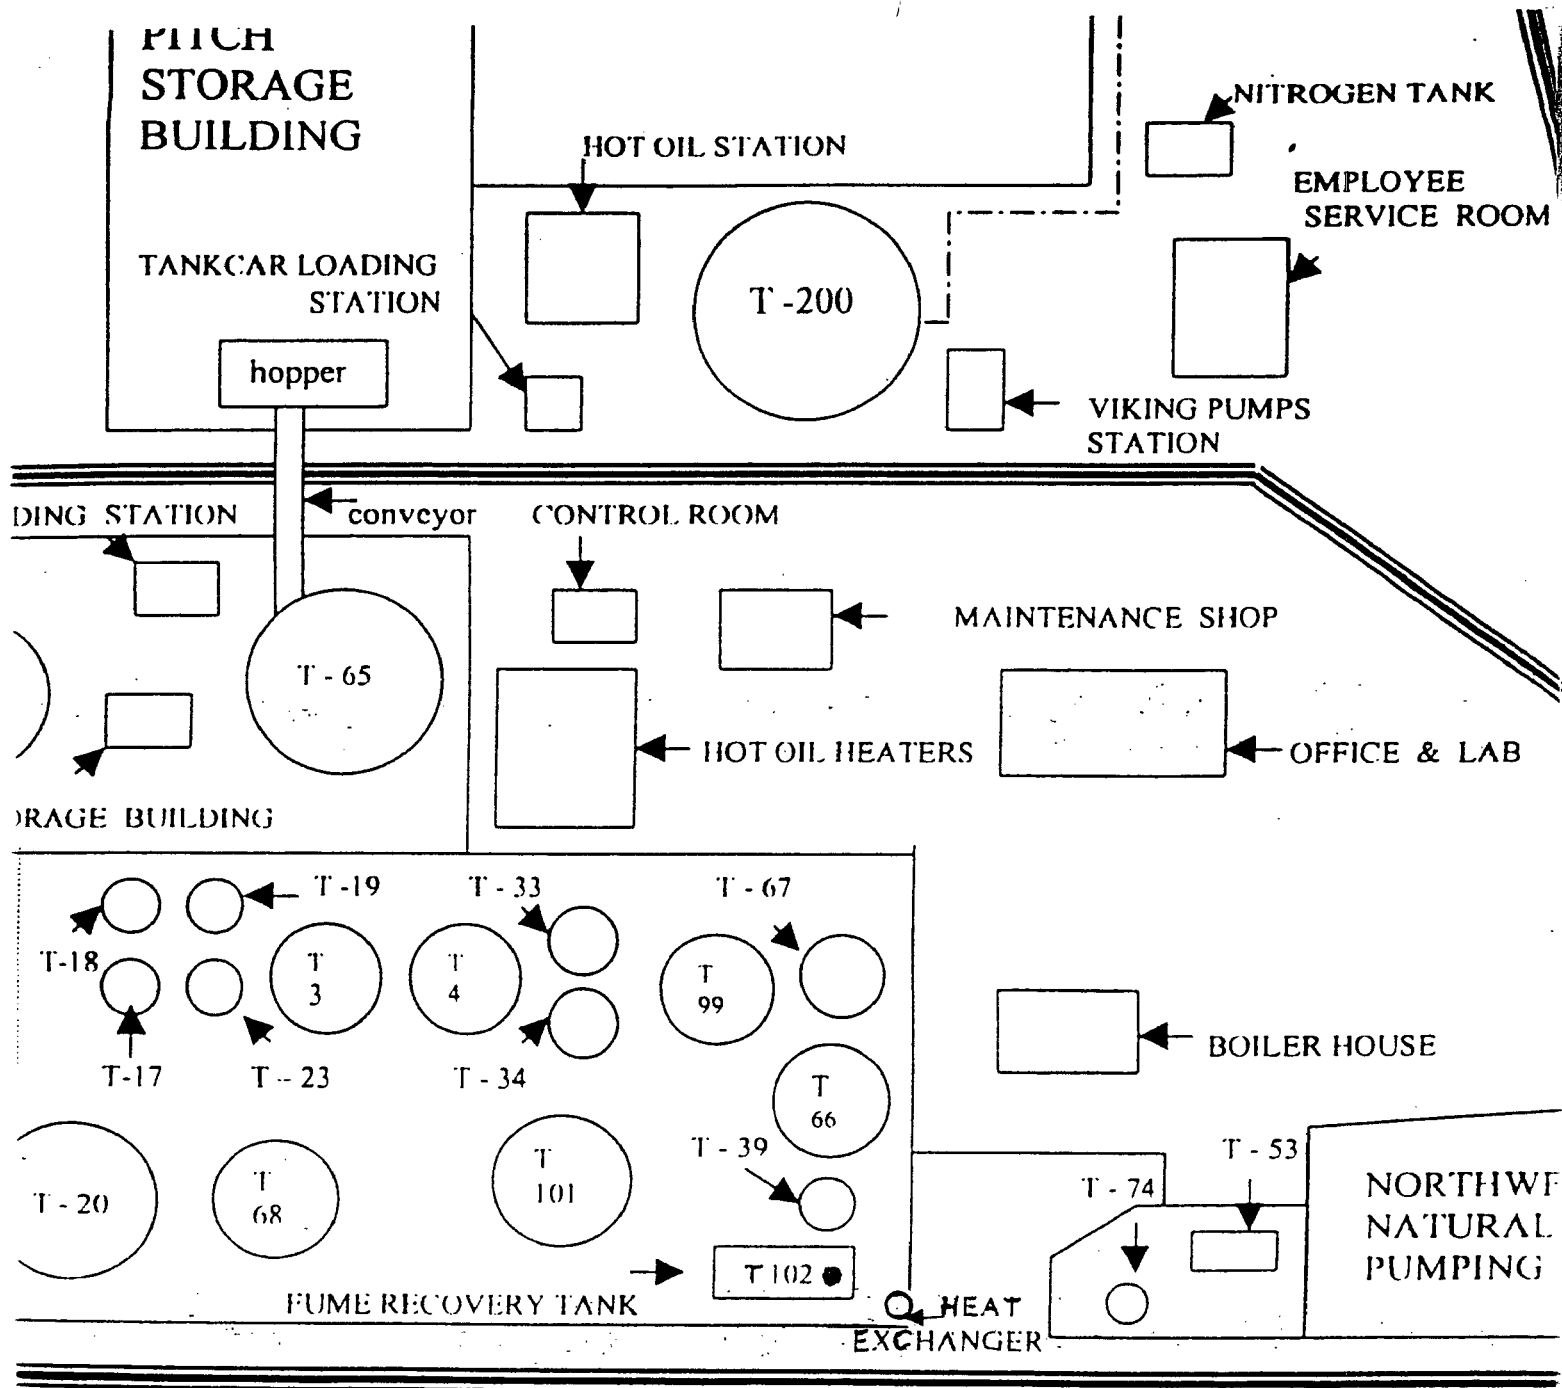 PITCH
STORAGE
BUILDING
NITROGEN TANK
HOT OIL STATION
EMPLOYEE
SERVICE ROOM
TANKCAR LOADING
STATION
T -200
hopper
VIKING PUMPS
STATION
DING STATION
conveyor
CONTROL ROOM
MAINTENANCE SHOP
T - 65
HOT OIL HEATERS
OFFICE & LAB
ORAGE BUILDING
T -19
T - 33
T - 67
T-18
T
3
T
4
T
99
T-17
T - 23
T - 34
BOILER HOUSE
T
66
T - 39
T - 53
T - 20
T
68
T
101
T - 74
NORTHWE
NATURAL
PUMPING
T 102
FUME RECOVERY TANK
HEAT
EXCHANGER